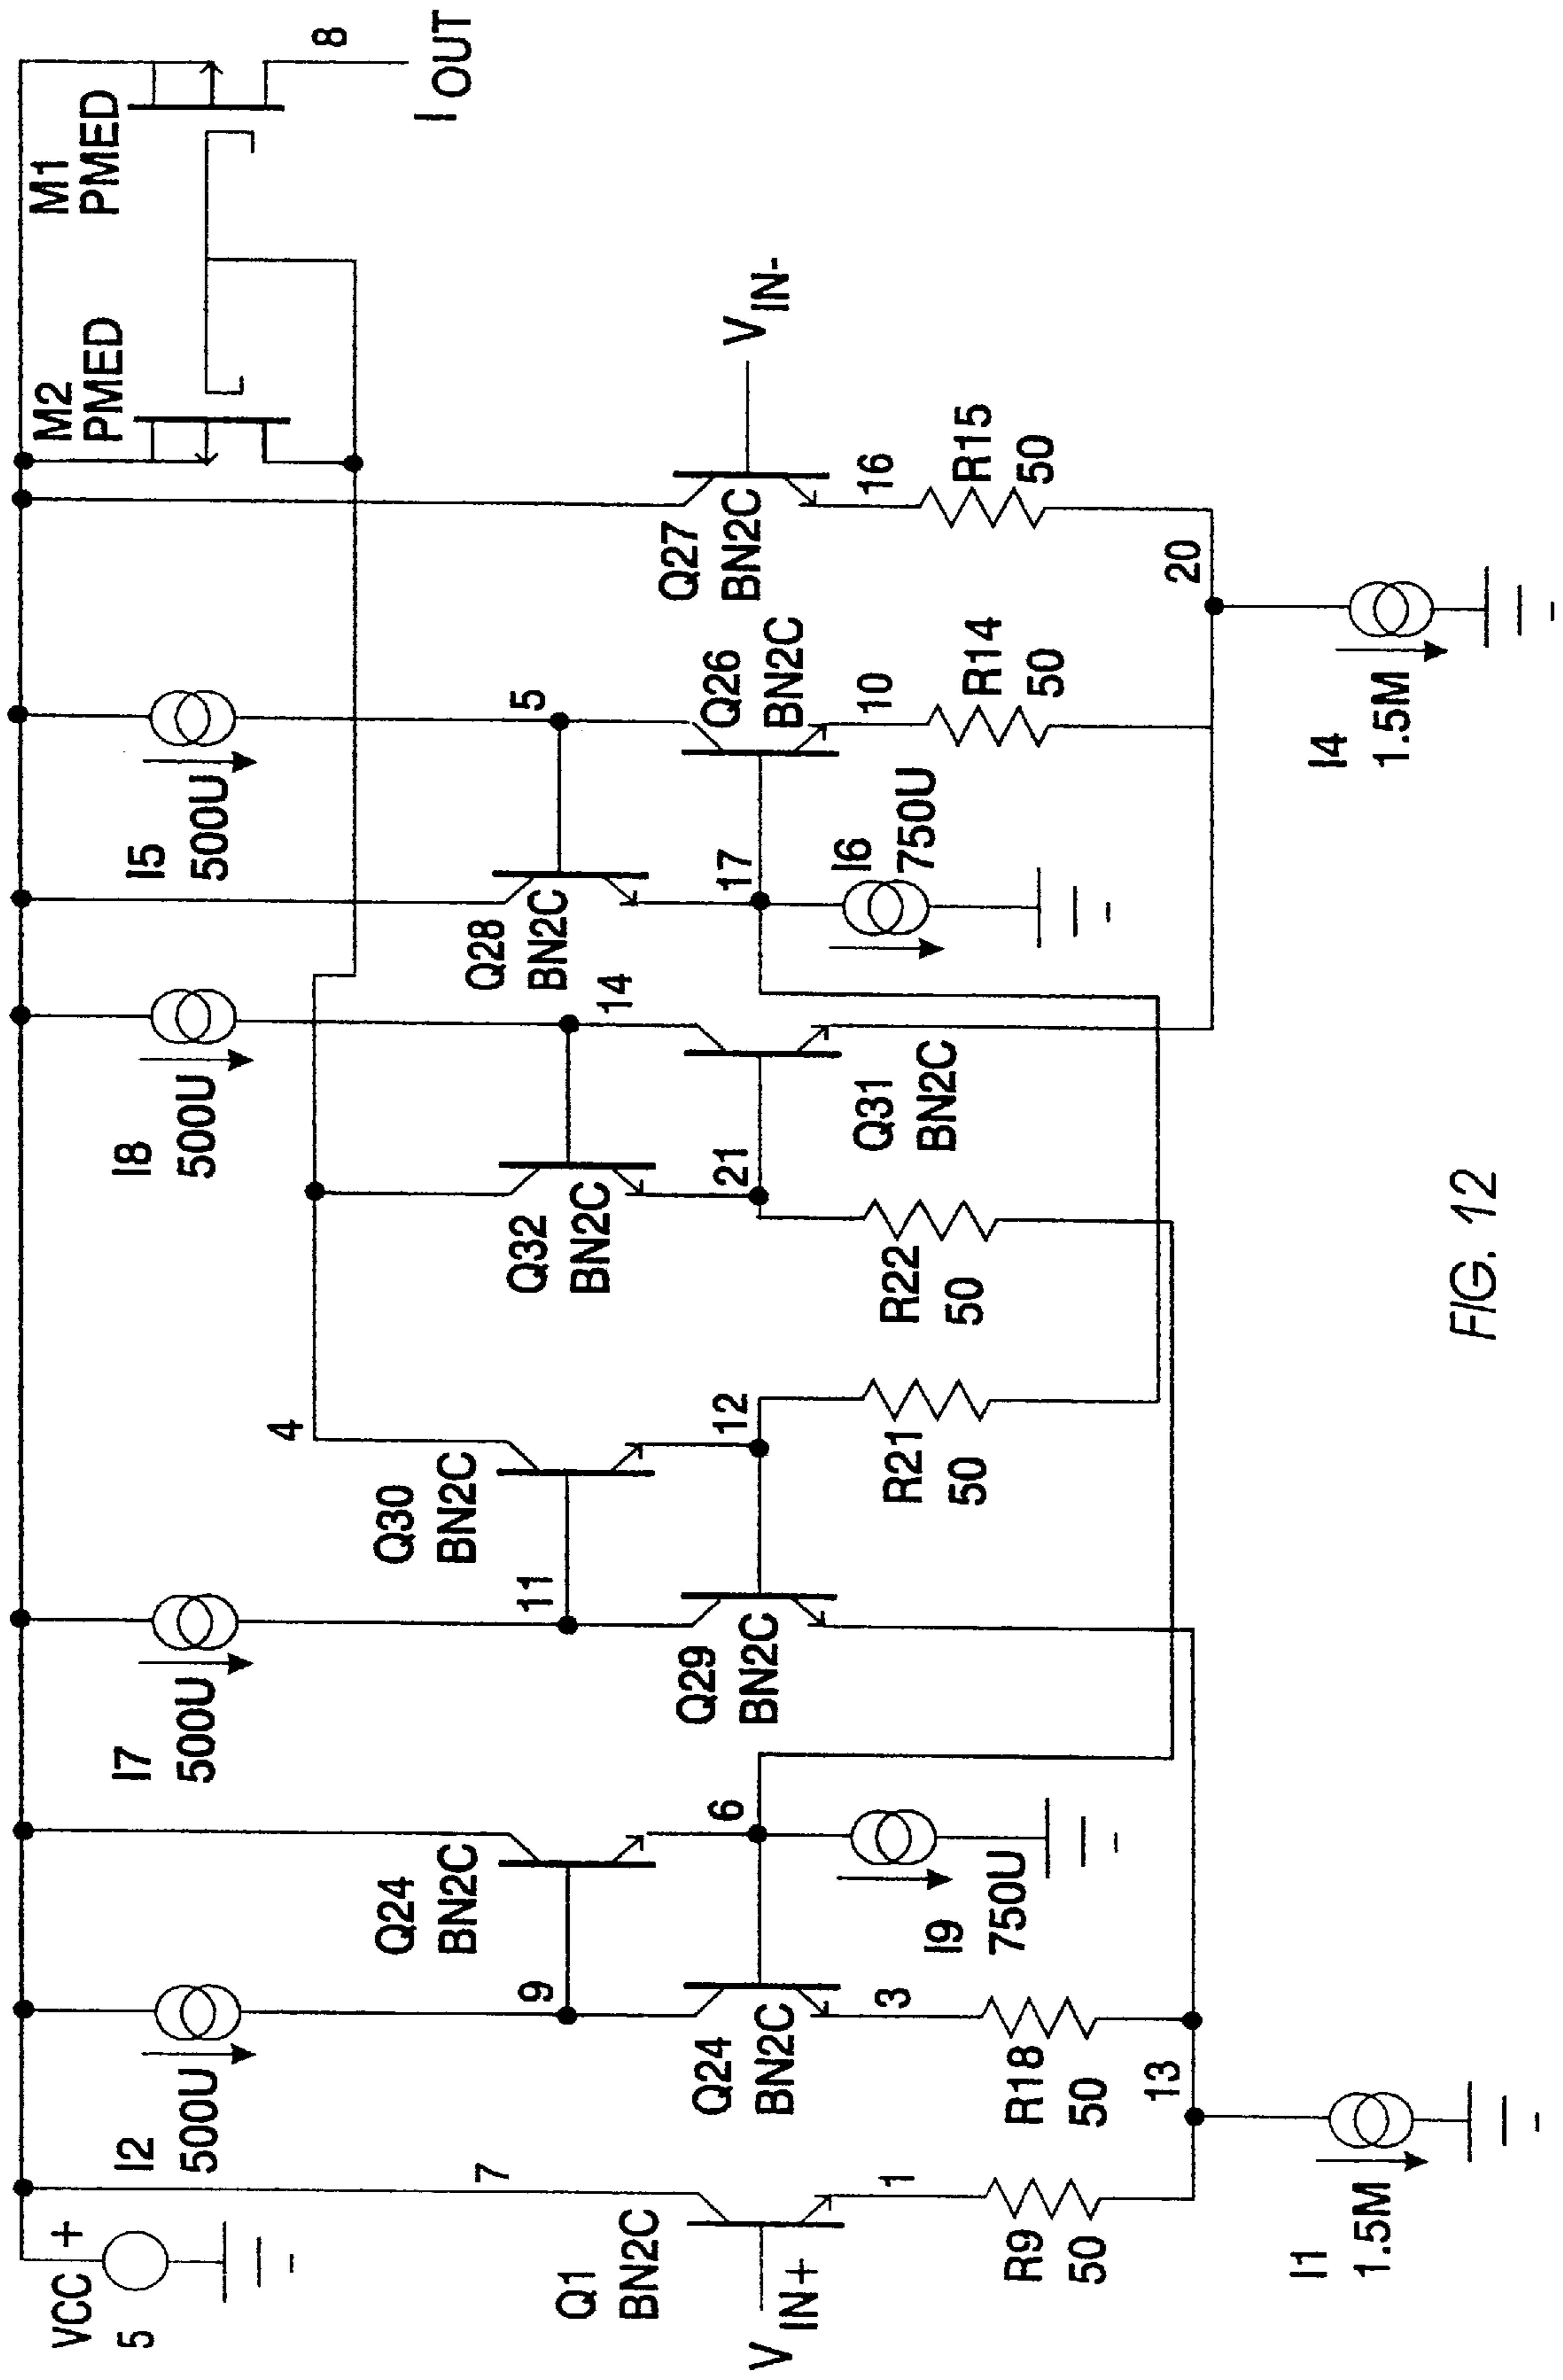 VCC +
5
I2
500U
I7
500U
I8
500U
I5
500U
M2
PMED
M1
PMED
8
I OUT
7
9
Q24
BN2C
11
Q30
BN2C
4
Q32
BN2C
14
Q28
BN2C
5
Q1
BN2C
V IN+
Q24
BN2C
6
Q29
BN2C
12
21
Q31
BN2C
17
Q26
BN2C
Q27
BN2C
V IN-
1
R9
50
3
R18
50
I9
750U
R21
50
R22
50
I6
750U
10
R14
50
16
R15
50
13
I1
1.5M
20
I4
1.5M
FIG. 12